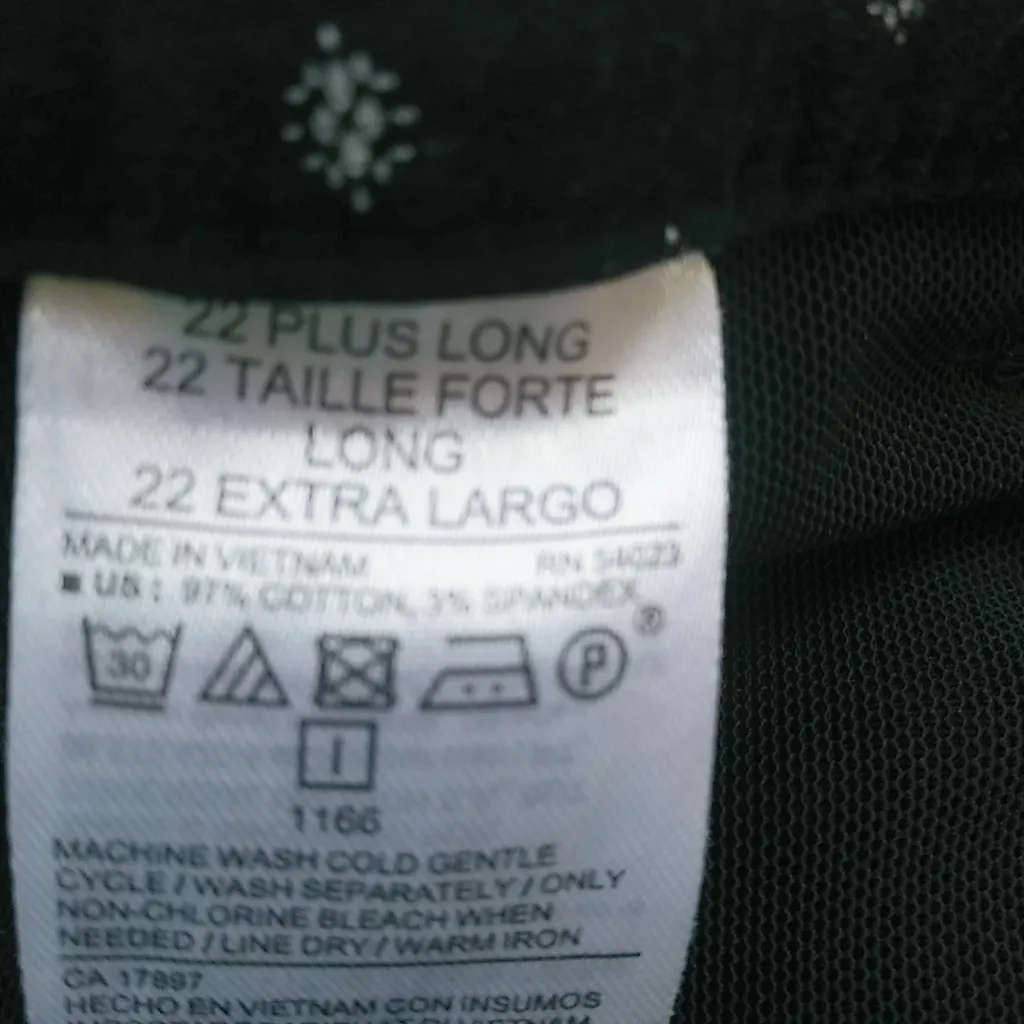 22 PLUS LONG
22 TAILLE FORTE
LONG
22 EXTRA LARGO
MADE IN VIETNAM RN 54023
US: 97% COTTON, 3% SPANDEX
®
30 P
I
1166
MACHINE WASH COLD GENTLE
CYCLE / WASH SEPARATELY / ONLY
NON-CHLORINE BLEACH WHEN
NEEDED / LINE DRY / WARM IRON
CA 17897
HECHO EN VIETNAM CON INSUMOS